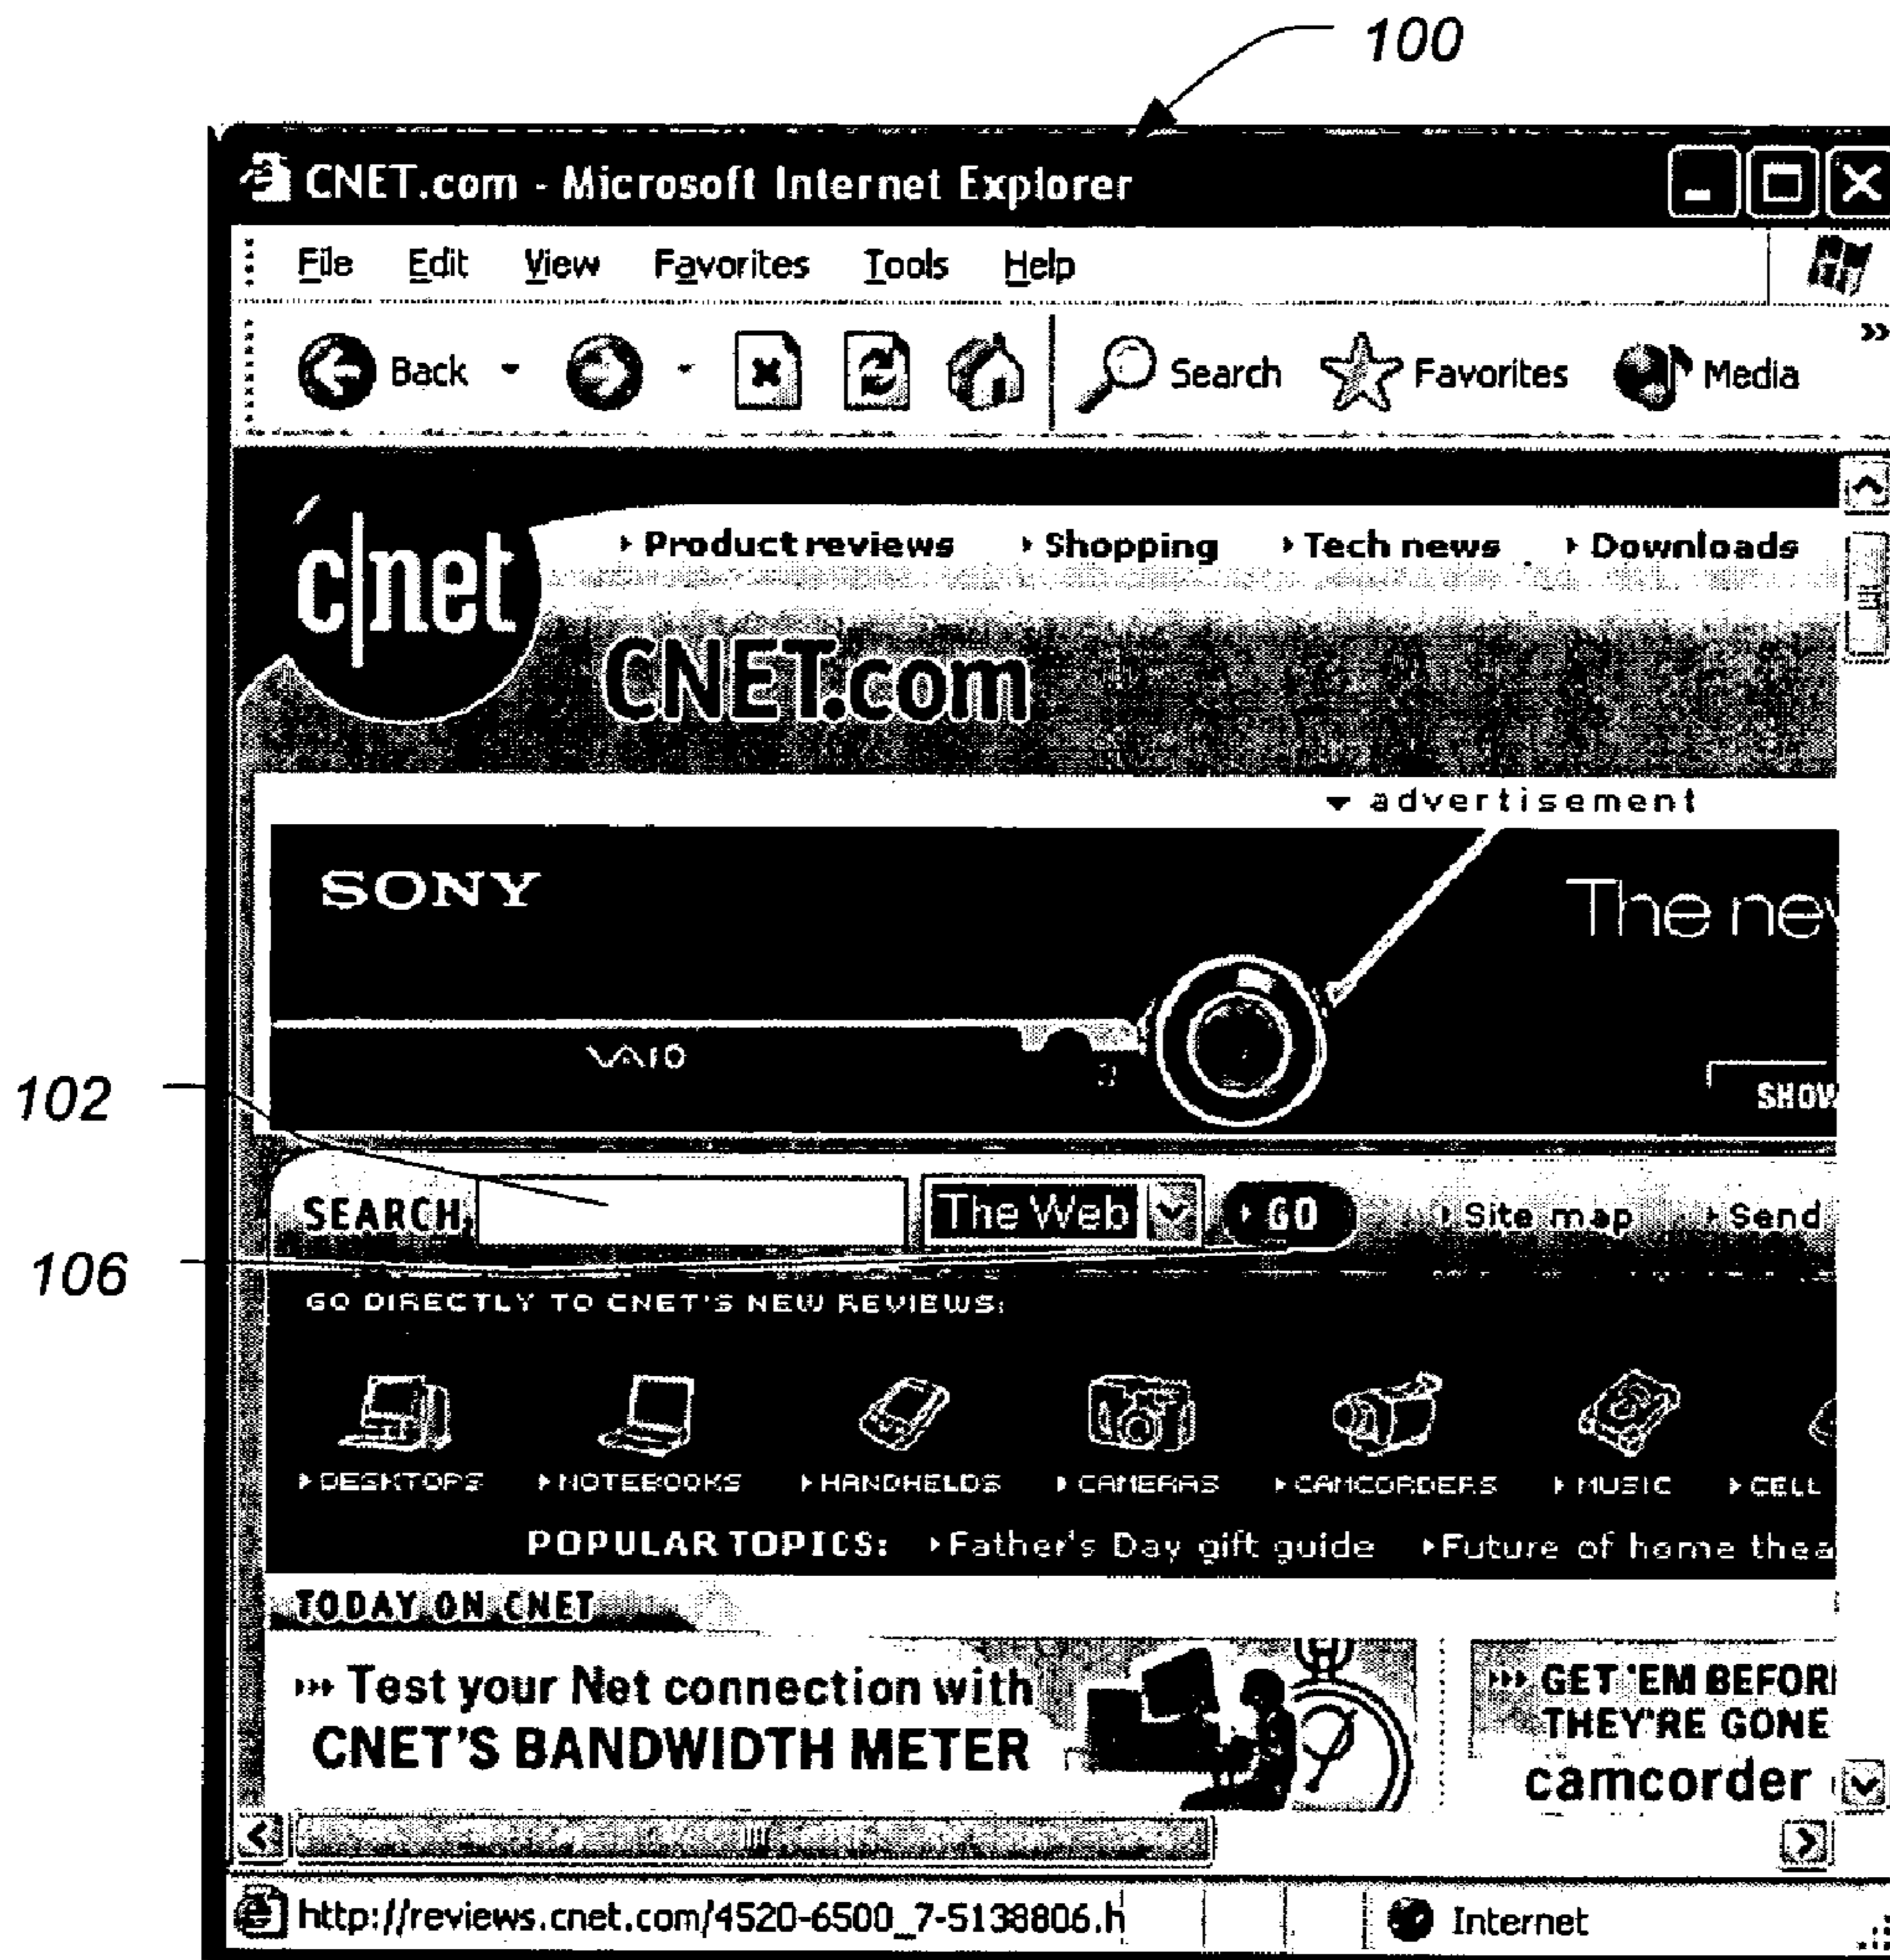 100
CNET.com - Microsoft Internet Explorer
File Edit View Favorites Tools Help
Back Search Favorites Media »
c|net
Product reviews Shopping Tech news Downloads
CNET.com
advertisement
SONY
The new
VAIO
SHOW
102
SEARCH: The Web GO Site map Send
106
GO DIRECTLY TO CNET'S NEW REVIEWS:
DESKTOPS NOTEBOOKS HANDHELDS CAMERAS CAMCORDERS MUSIC CELL
POPULAR TOPICS: Father's Day gift guide Future of home thea
TODAY ON CNET
Test your Net connection with
CNET'S BANDWIDTH METER
GET 'EM BEFOR
THEY'RE GONE
camcorder
http://reviews.cnet.com/4520-6500_7-5138806.h Internet